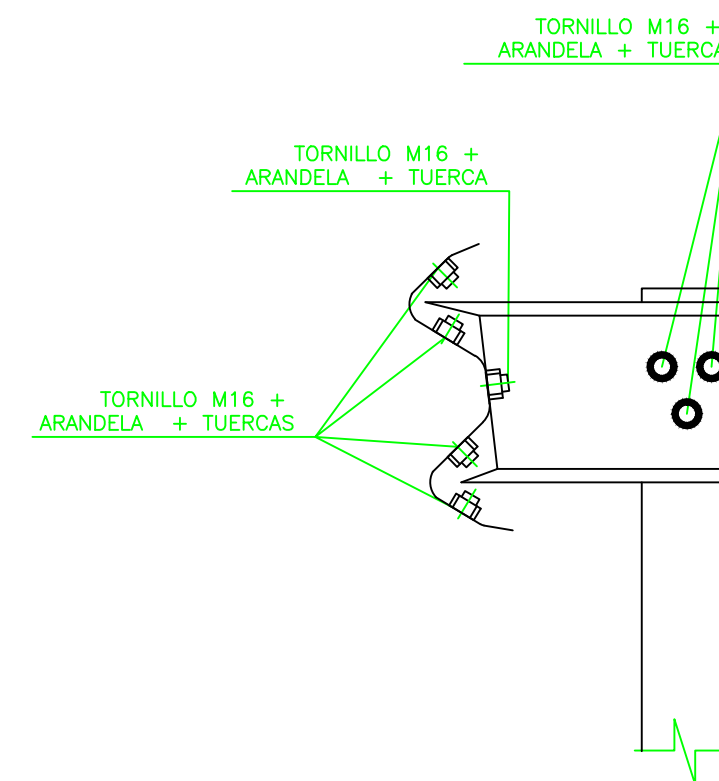 TORNILLO M16 +
ARANDELA + TUERCA
TORNILLO M16 +
ARANDELA + TUERCA
TORNILLO M16 +
ARANDELA + TUERCAS